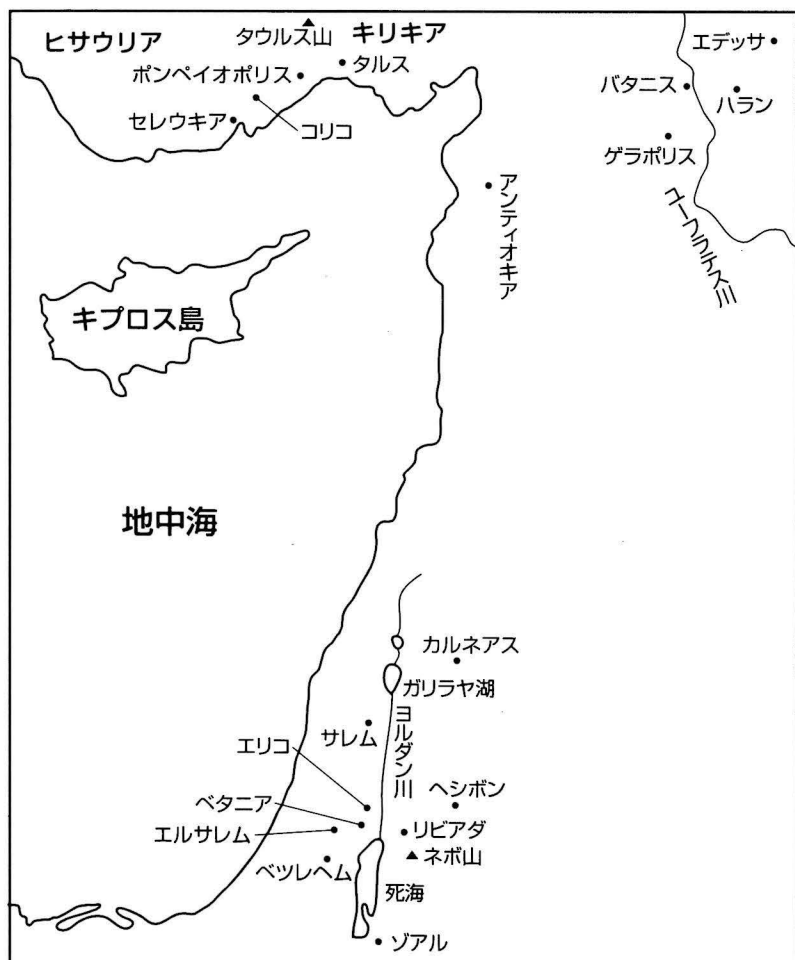 ヒサウリア
タウルス山
キリキア
エデッサ
ポンペイオポリス
タルス
バタニス
ハラン
セレウキア
コリコ
ゲラポリス
アンティオキア
ユーフラテス川
キプロス島
地中海
カルネアス
ガリラヤ湖
サレム
ヨルダン川
エリコ
ヘシボン
ベタニア
リビアダ
エルサレム
ネボ山
ベツレヘム
死海
ゾアル